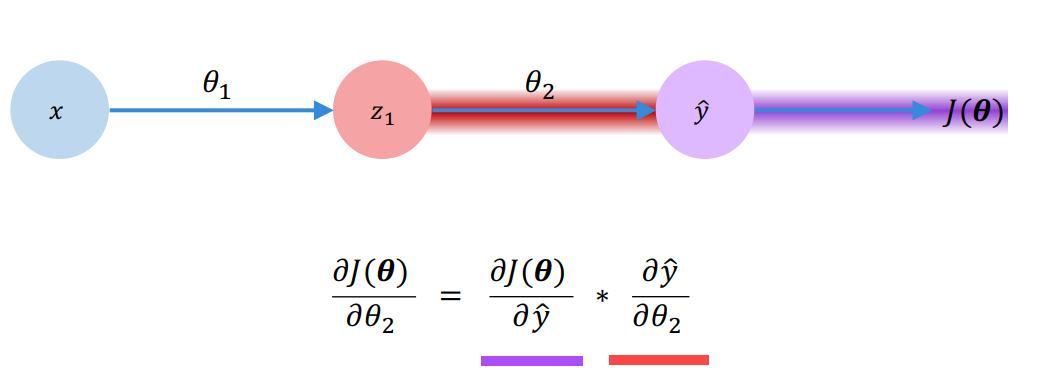 θ₁ θ₂
x z₁ ŷ J(𝜽)
∂J(𝜽) / ∂θ₂ = ∂J(𝜽) / ∂ŷ * ∂ŷ / ∂θ₂